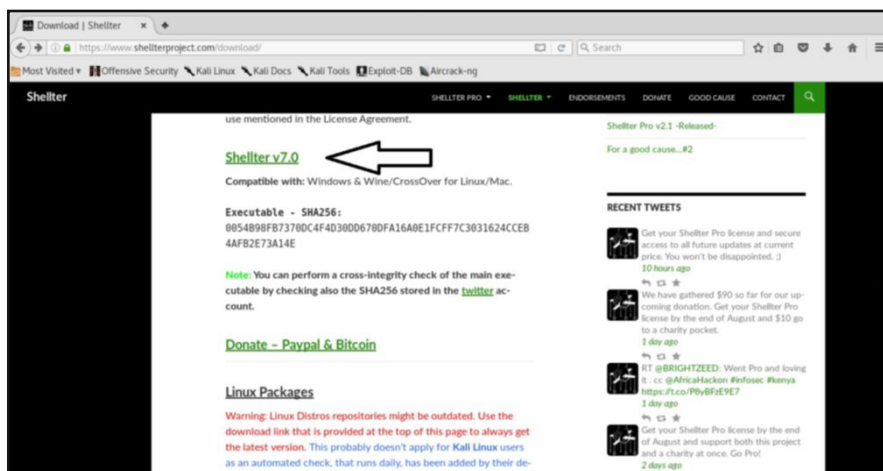 Download | Shellter
https://www.shellterproject.com/download/
Search
Most Visited
Offensive Security
Kali Linux
Kali Docs
Kali Tools
Exploit-DB
Aircrack-ng
Shellter
SHELLTER PRO
SHELLTER
ENDORSEMENTS
DONATE
GOOD CAUSE
CONTACT
use mentioned in the License Agreement.
Shellter v7.0
Compatible with: Windows & Wine/CrossOver for Linux/Mac.
Executable - SHA256:
0054B98FB7370DC4F4D30DD670DFA16A0E1FCFF7C3031624CCEB
4AFB2E73A14E
Note: You can perform a cross-integrity check of the main exe-
cutable by checking also the SHA256 stored in the twitter ac-
count.
Donate – Paypal & Bitcoin
Linux Packages
Warning: Linux Distros repositories might be outdated. Use the
download link that is provided at the top of this page to always get
the latest version. This probably doesn't apply for Kali Linux users
as an automated check, that runs daily, has been added by their de-
Shellter Pro v2.1 -Released-
For a good cause...#2
RECENT TWEETS
Get your Shellter Pro license and secure
access to all future updates at current
price. You won't be disappointed. ;)
10 hours ago
We have gathered $90 so far for our up-
coming donation. Get your Shellter Pro
license by the end of August and $10 go
to a charity pocket.
1 day ago
RT @BRIGHTZEED: Went Pro and loving
it . cc @AfricaHackon #infosec #kenya
https://t.co/P8yBFzE9E7
1 day ago
Get your Shellter Pro license by the end
of August and support both this project
and a charity at once. Go Pro!
2 days ago